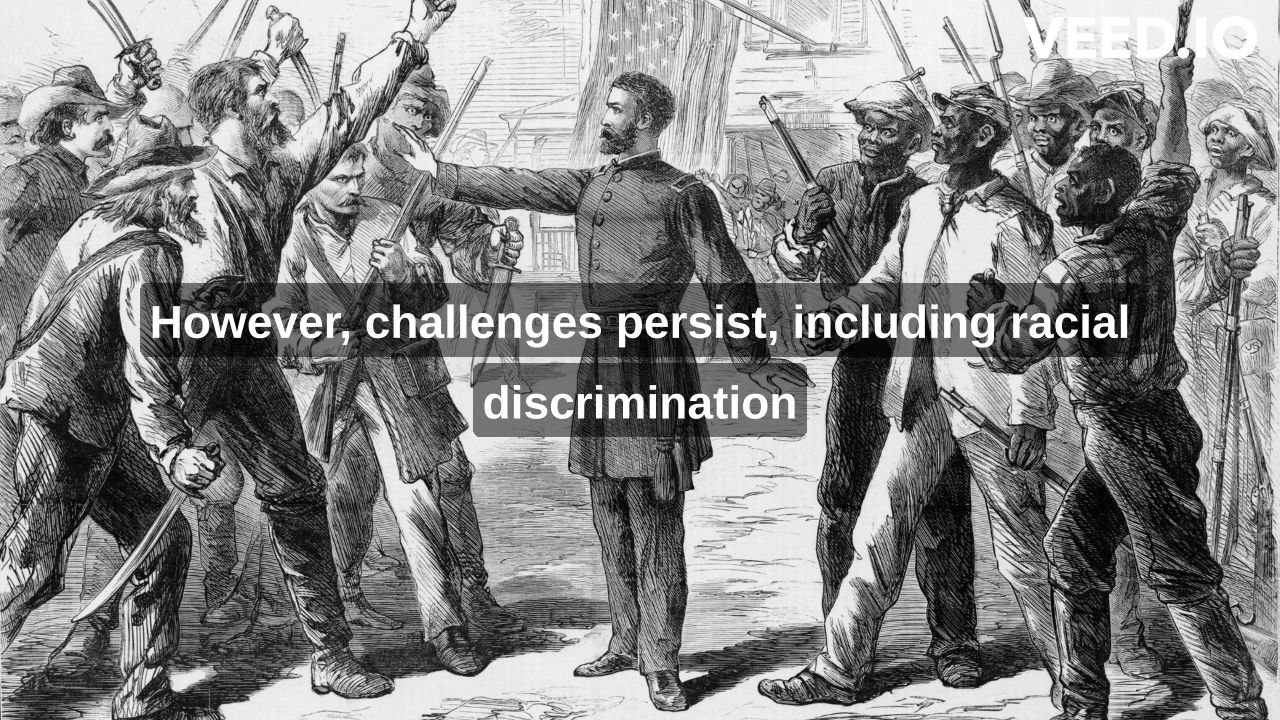 VEED.IO
However, challenges persist, including racial
discrimination